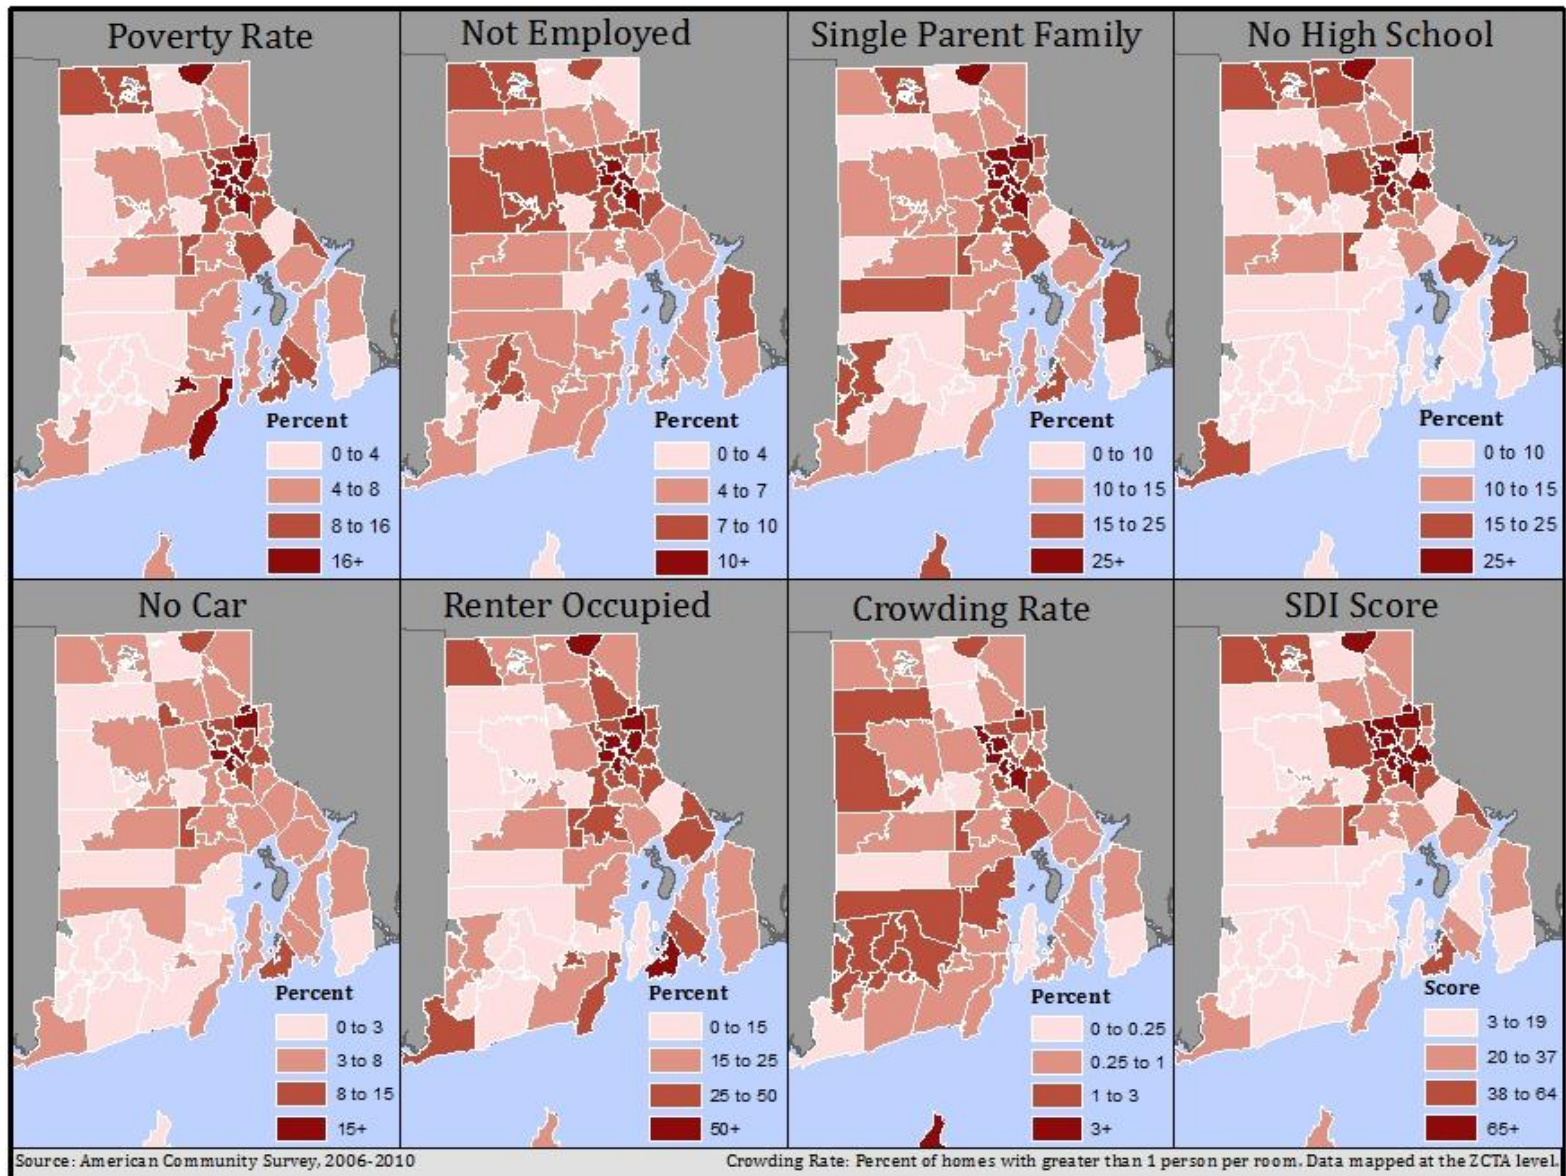 Poverty Rate
Percent
0 to 4
4 to 8
8 to 16
16+
Not Employed
Percent
0 to 4
4 to 7
7 to 10
10+
Single Parent Family
Percent
0 to 10
10 to 15
15 to 25
25+
No High School
Percent
0 to 10
10 to 15
15 to 25
25+
No Car
Percent
0 to 3
3 to 8
8 to 15
15+
Renter Occupied
Percent
0 to 15
15 to 25
25 to 50
50+
Crowding Rate
Percent
0 to 0.25
0.25 to 1
1 to 3
3+
SDI Score
Score
3 to 19
20 to 37
38 to 64
65+
Source: American Community Survey, 2006-2010
Crowding Rate: Percent of homes with greater than 1 person per room. Data mapped at the ZCTA level